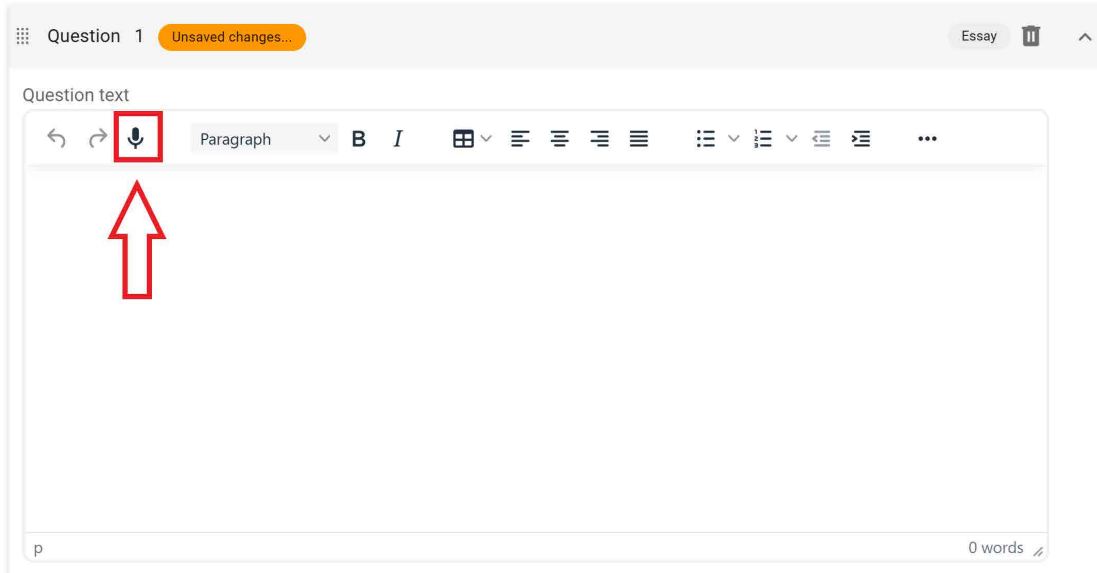 Question 1 Unsaved changes... Essay
Question text
Paragraph B I
p 0 words